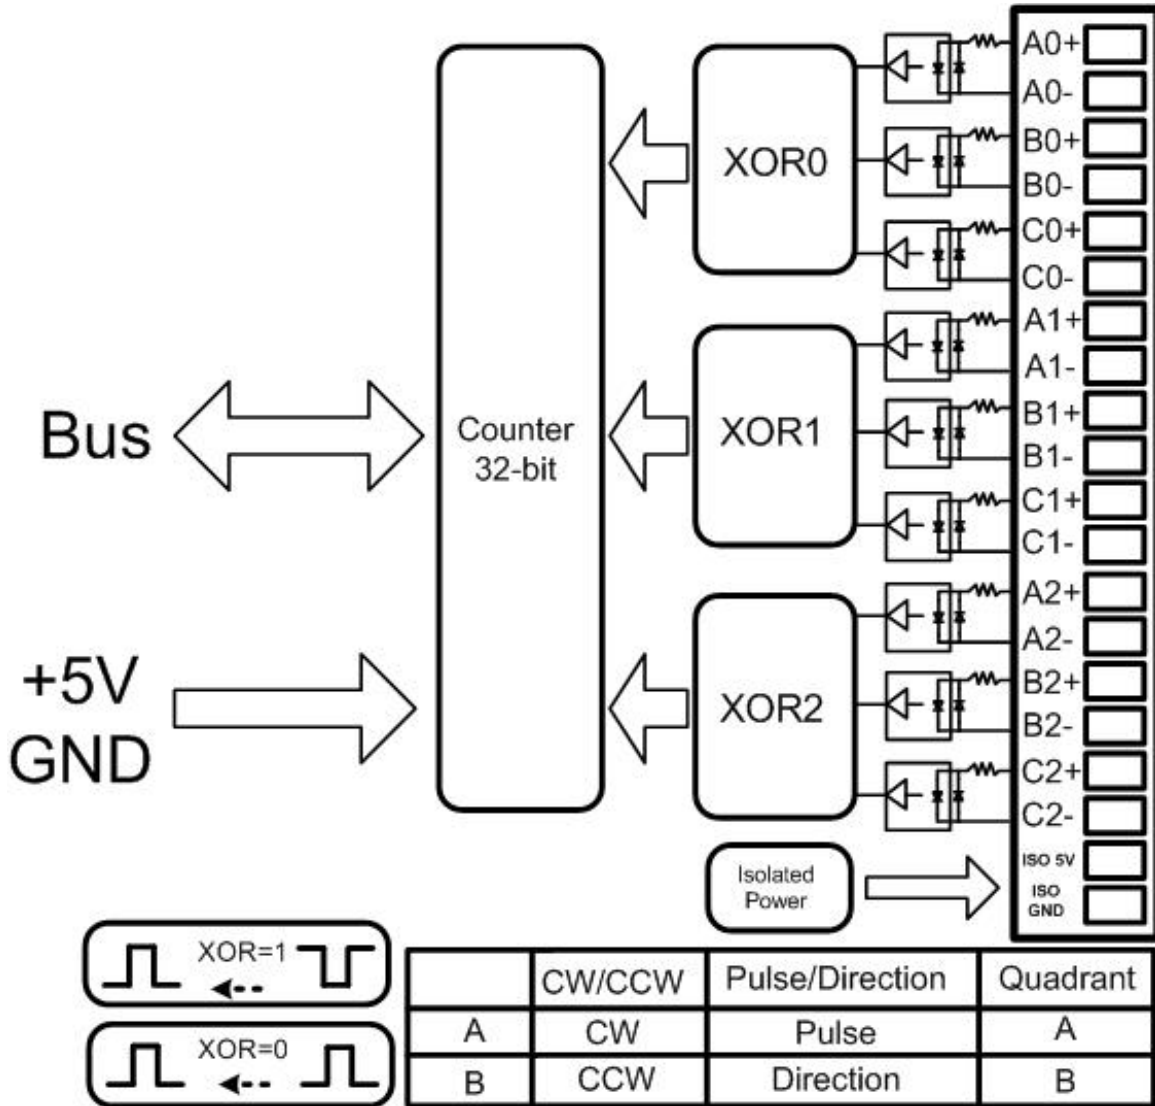 A0+
A0-
B0+
B0-
C0+
C0-
A1+
A1-
B1+
B1-
C1+
C1-
A2+
A2-
B2+
B2-
C2+
C2-
ISO 5V
ISO
GND
XOR0
XOR1
XOR2
Counter
32-bit
Bus
+5V
GND
Isolated
Power
XOR=1
XOR=0
CW/CCW Pulse/Direction Quadrant
A CW Pulse A
B CCW Direction B